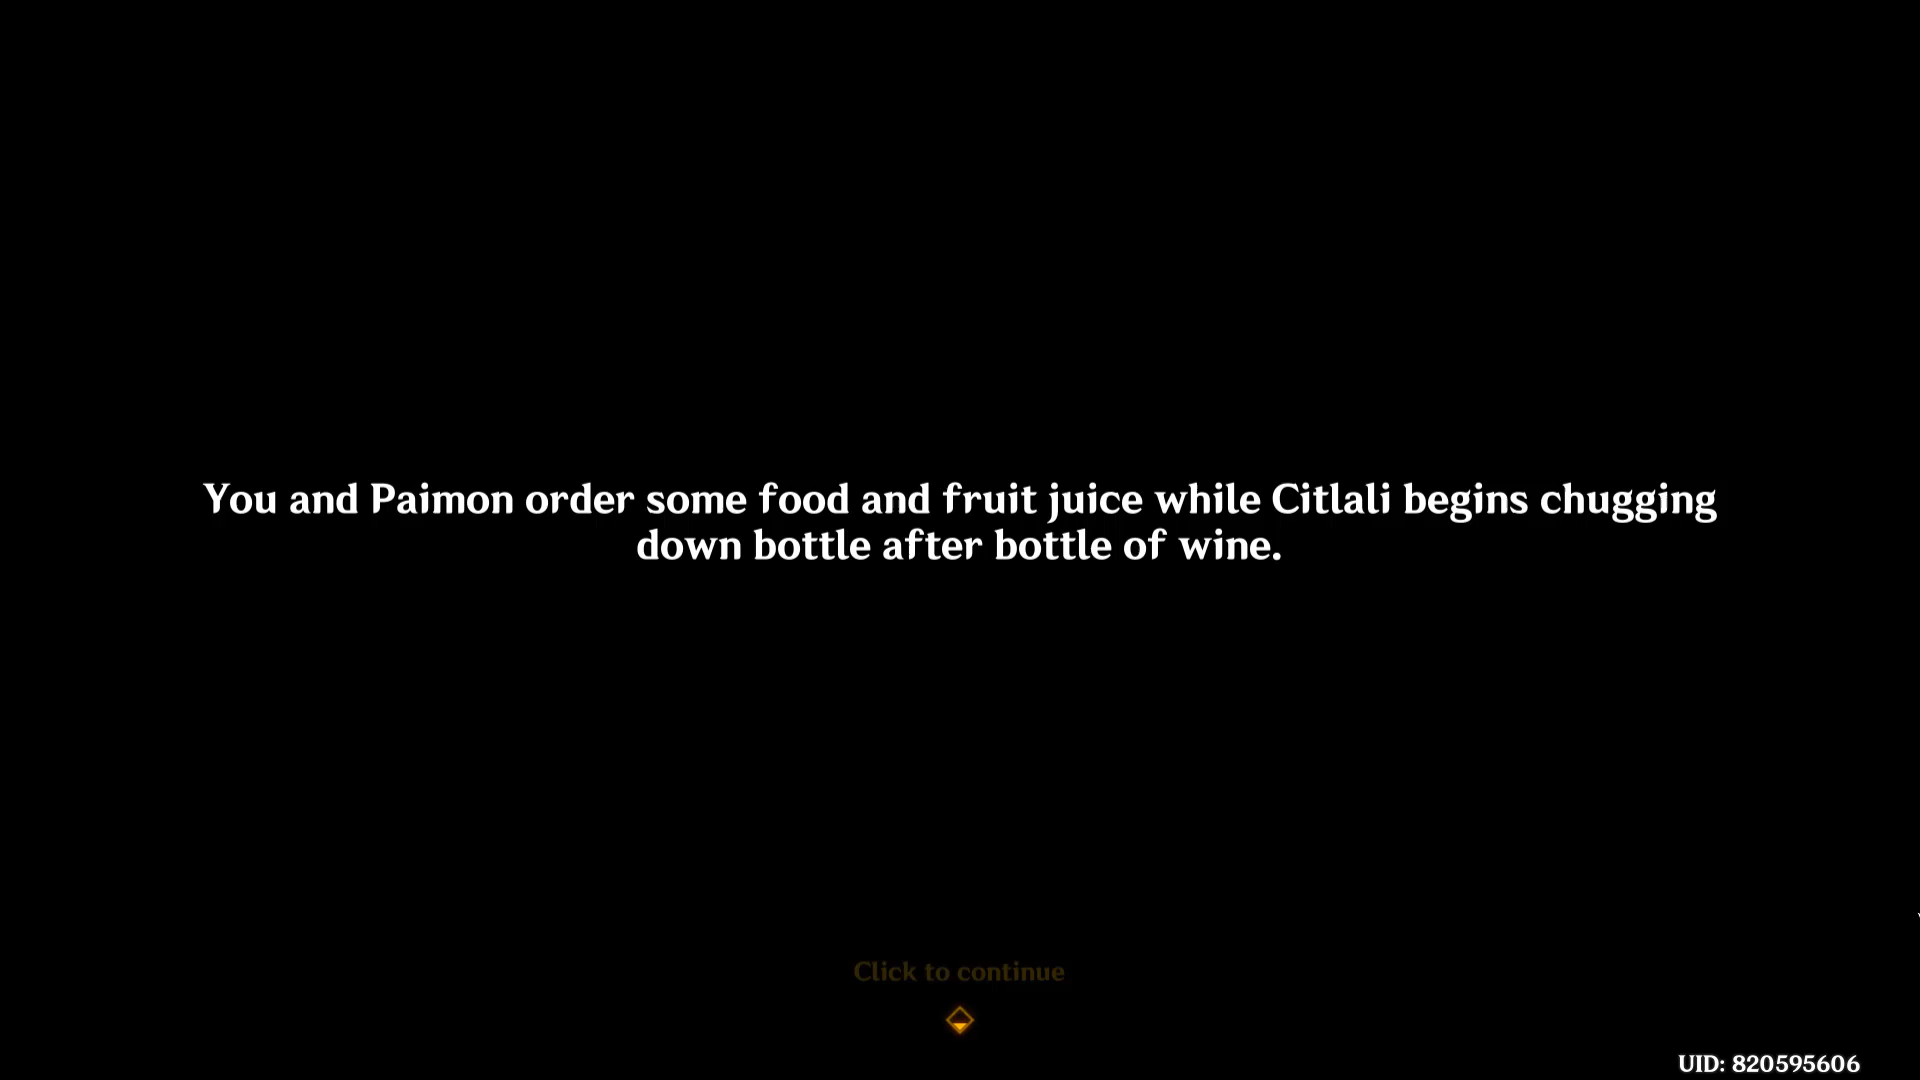 You and Paimon order some food and fruit juice while Citlali begins chugging
down bottle after bottle of wine.
Click to continue
UID: 820595606